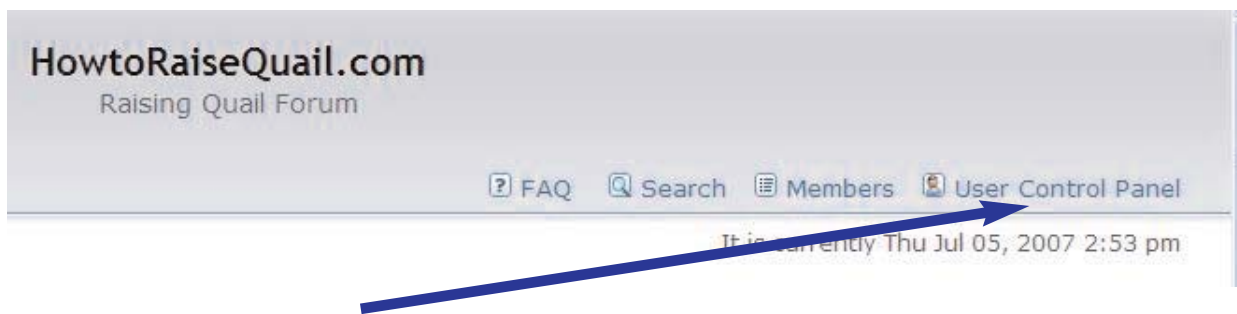 HowtoRaiseQuail.com
Raising Quail Forum
FAQ Search Members User Control Panel
It is currently Thu Jul 05, 2007 2:53 pm